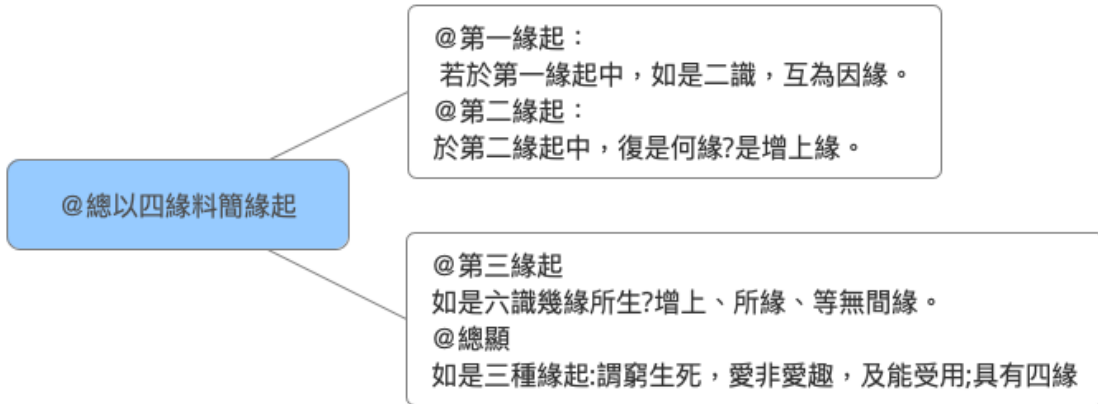 @總以四緣料簡緣起
@第一緣起：
若於第一緣起中，如是二識，互為因緣。
@第二緣起：
於第二緣起中，復是何緣?是增上緣。
@第三緣起
如是六識幾緣所生?增上、所緣、等無間緣。
@總顯
如是三種緣起:謂窮生死，愛非愛趣，及能受用;具有四緣